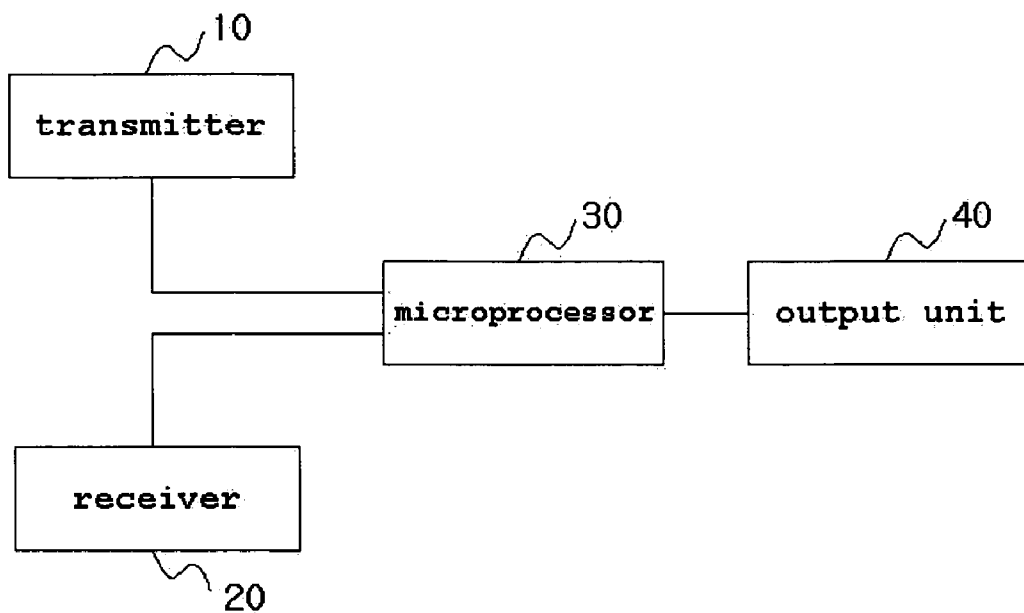 10
transmitter
30
40
microprocessor
output unit
receiver
20